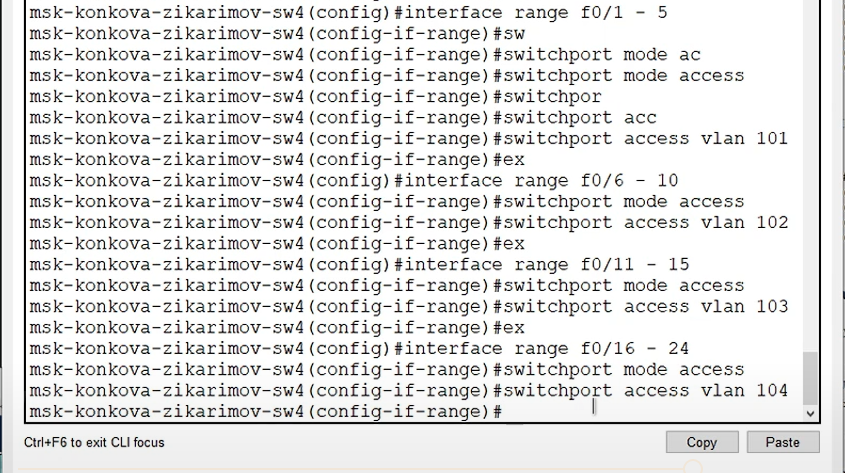 msk-konkova-zikarimov-sw4(config)#interface range f0/1 - 5
msk-konkova-zikarimov-sw4(config-if-range)#sw
msk-konkova-zikarimov-sw4(config-if-range)#switchport mode ac
msk-konkova-zikarimov-sw4(config-if-range)#switchport mode access
msk-konkova-zikarimov-sw4(config-if-range)#switchpor
msk-konkova-zikarimov-sw4(config-if-range)#switchport acc
msk-konkova-zikarimov-sw4(config-if-range)#switchport access vlan 101
msk-konkova-zikarimov-sw4(config-if-range)#ex
msk-konkova-zikarimov-sw4(config)#interface range f0/6 - 10
msk-konkova-zikarimov-sw4(config-if-range)#switchport mode access
msk-konkova-zikarimov-sw4(config-if-range)#switchport access vlan 102
msk-konkova-zikarimov-sw4(config-if-range)#ex
msk-konkova-zikarimov-sw4(config)#interface range f0/11 - 15
msk-konkova-zikarimov-sw4(config-if-range)#switchport mode access
msk-konkova-zikarimov-sw4(config-if-range)#switchport access vlan 103
msk-konkova-zikarimov-sw4(config-if-range)#ex
msk-konkova-zikarimov-sw4(config)#interface range f0/16 - 24
msk-konkova-zikarimov-sw4(config-if-range)#switchport mode access
msk-konkova-zikarimov-sw4(config-if-range)#switchport access vlan 104
msk-konkova-zikarimov-sw4(config-if-range)#
Ctrl+F6 to exit CLI focus
Copy
Paste